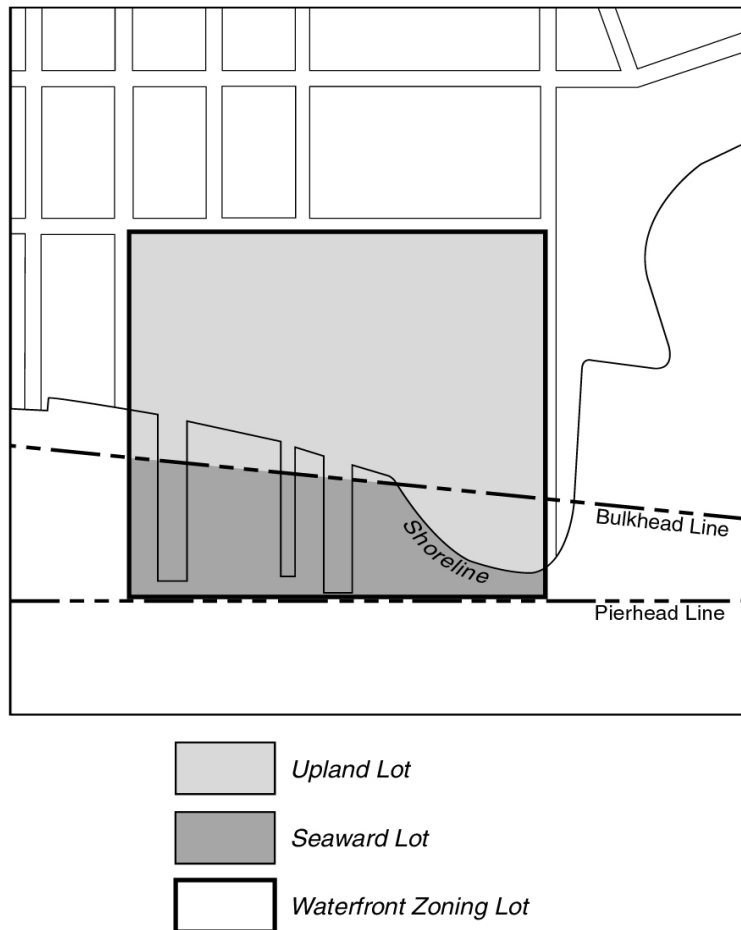 Bulkhead Line
Shoreline
Pierhead Line
Upland Lot
Seaward Lot
Waterfront Zoning Lot